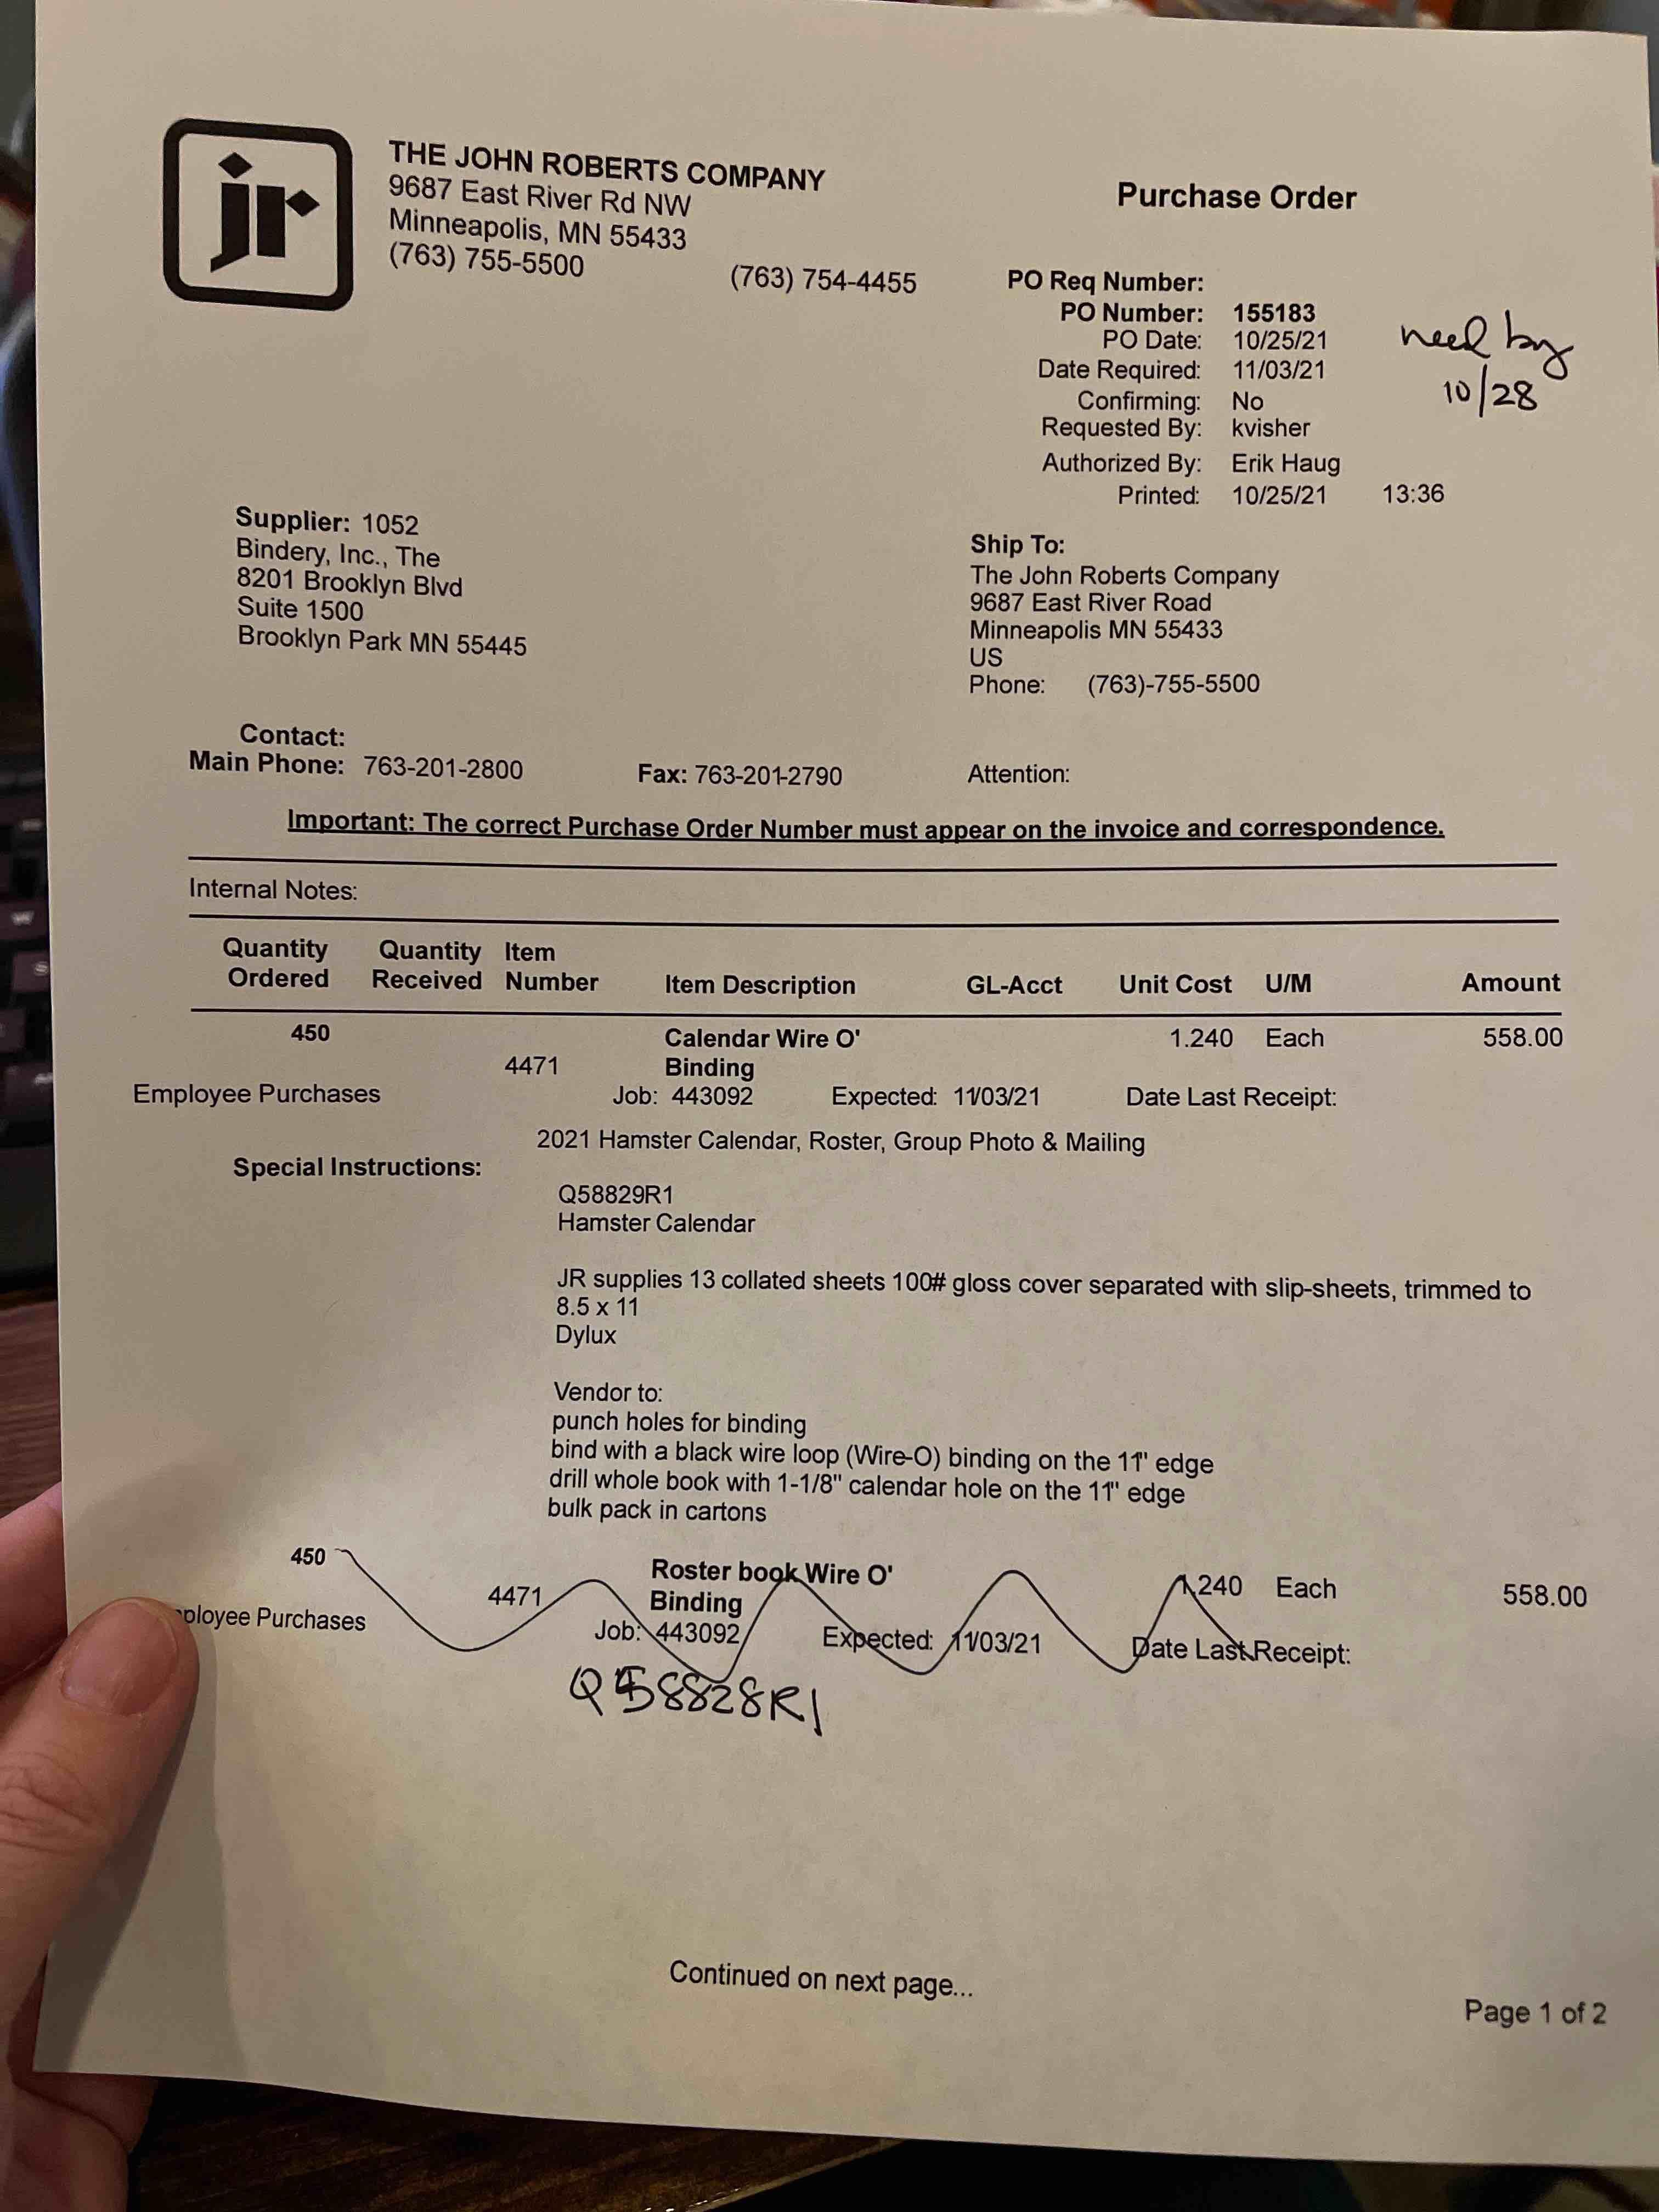 jr
THE JOHN ROBERTS COMPANY
9687 East River Rd NW
Minneapolis, MN 55433
(763) 755-5500 (763) 754-4455
Purchase Order
PO Req Number:
PO Number: 155183
PO Date: 10/25/21
Date Required: 11/03/21
Confirming: No
Requested By: kvisher
Authorized By: Erik Haug
Printed: 10/25/21 13:36
need by
10/28
Supplier: 1052
Bindery, Inc., The
8201 Brooklyn Blvd
Suite 1500
Brooklyn Park MN 55445
Ship To:
The John Roberts Company
9687 East River Road
Minneapolis MN 55433
US
Phone: (763)-755-5500
Contact:
Main Phone: 763-201-2800 Fax: 763-201-2790 Attention:
Important: The correct Purchase Order Number must appear on the invoice and correspondence.
Internal Notes:
Quantity Quantity Item
Ordered Received Number Item Description GL-Acct Unit Cost U/M Amount
450 Calendar Wire O' 1.240 Each 558.00
4471 Binding
Employee Purchases Job: 443092 Expected: 11/03/21 Date Last Receipt:
2021 Hamster Calendar, Roster, Group Photo & Mailing
Special Instructions:
Q58829R1
Hamster Calendar
JR supplies 13 collated sheets 100# gloss cover separated with slip-sheets, trimmed to
8.5 x 11
Dylux
Vendor to:
punch holes for binding
bind with a black wire loop (Wire-O) binding on the 11" edge
drill whole book with 1-1/8" calendar hole on the 11" edge
bulk pack in cartons
450 Roster book Wire O' 1.240 Each 558.00
4471 Binding
ployee Purchases Job: 443092 Expected: 11/03/21 Date Last Receipt:
Q58828R1
Continued on next page...
Page 1 of 2